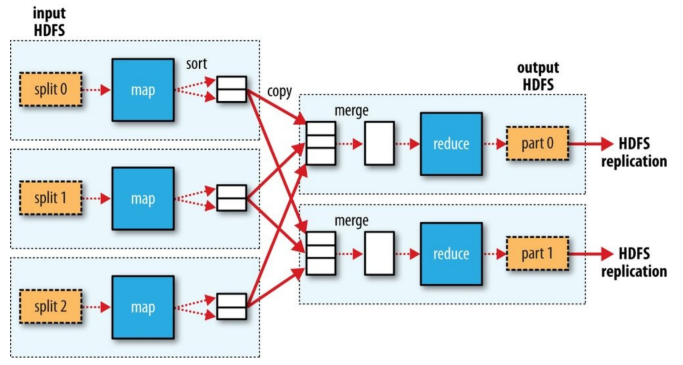 input
HDFS
split 0
map
sort
copy
split 1
map
split 2
map
output
HDFS
merge
reduce
part 0
HDFS
replication
merge
reduce
part 1
HDFS
replication